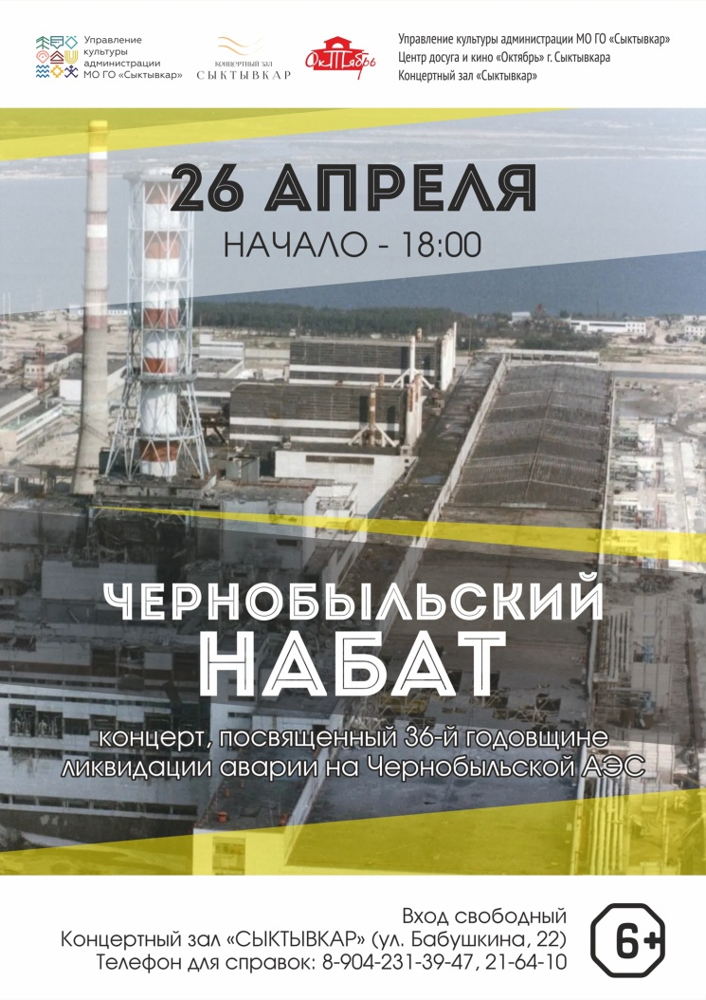 Управление
культуры
администрации
МО ГО «Сыктывкар»
КОНЦЕРТНЫЙ ЗАЛ
СЫКТЫВКАР
Октябрь
Управление культуры администрации МО ГО «Сыктывкар»
Центр досуга и кино «Октябрь» г. Сыктывкара
Концертный зал «Сыктывкар»
26 АПРЕЛЯ
НАЧАЛО - 18:00
ЧЕРНОБЫЛЬСКИЙ
НАБАТ
концерт, посвященный 36-й годовщине
ликвидации аварии на Чернобыльской АЭС
Вход свободный
Концертный зал «СЫКТЫВКАР» (ул. Бабушкина, 22)
Телефон для справок: 8-904-231-39-47, 21-64-10
6+